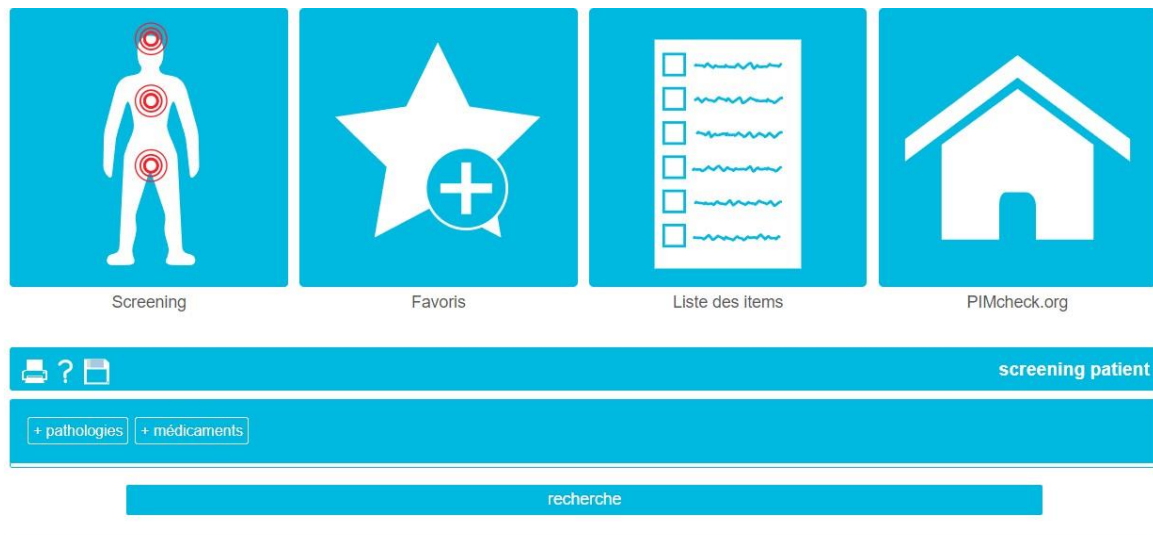 Screening
Favoris
Liste des items
PIMcheck.org
? screening patient
+ pathologies + médicaments
recherche